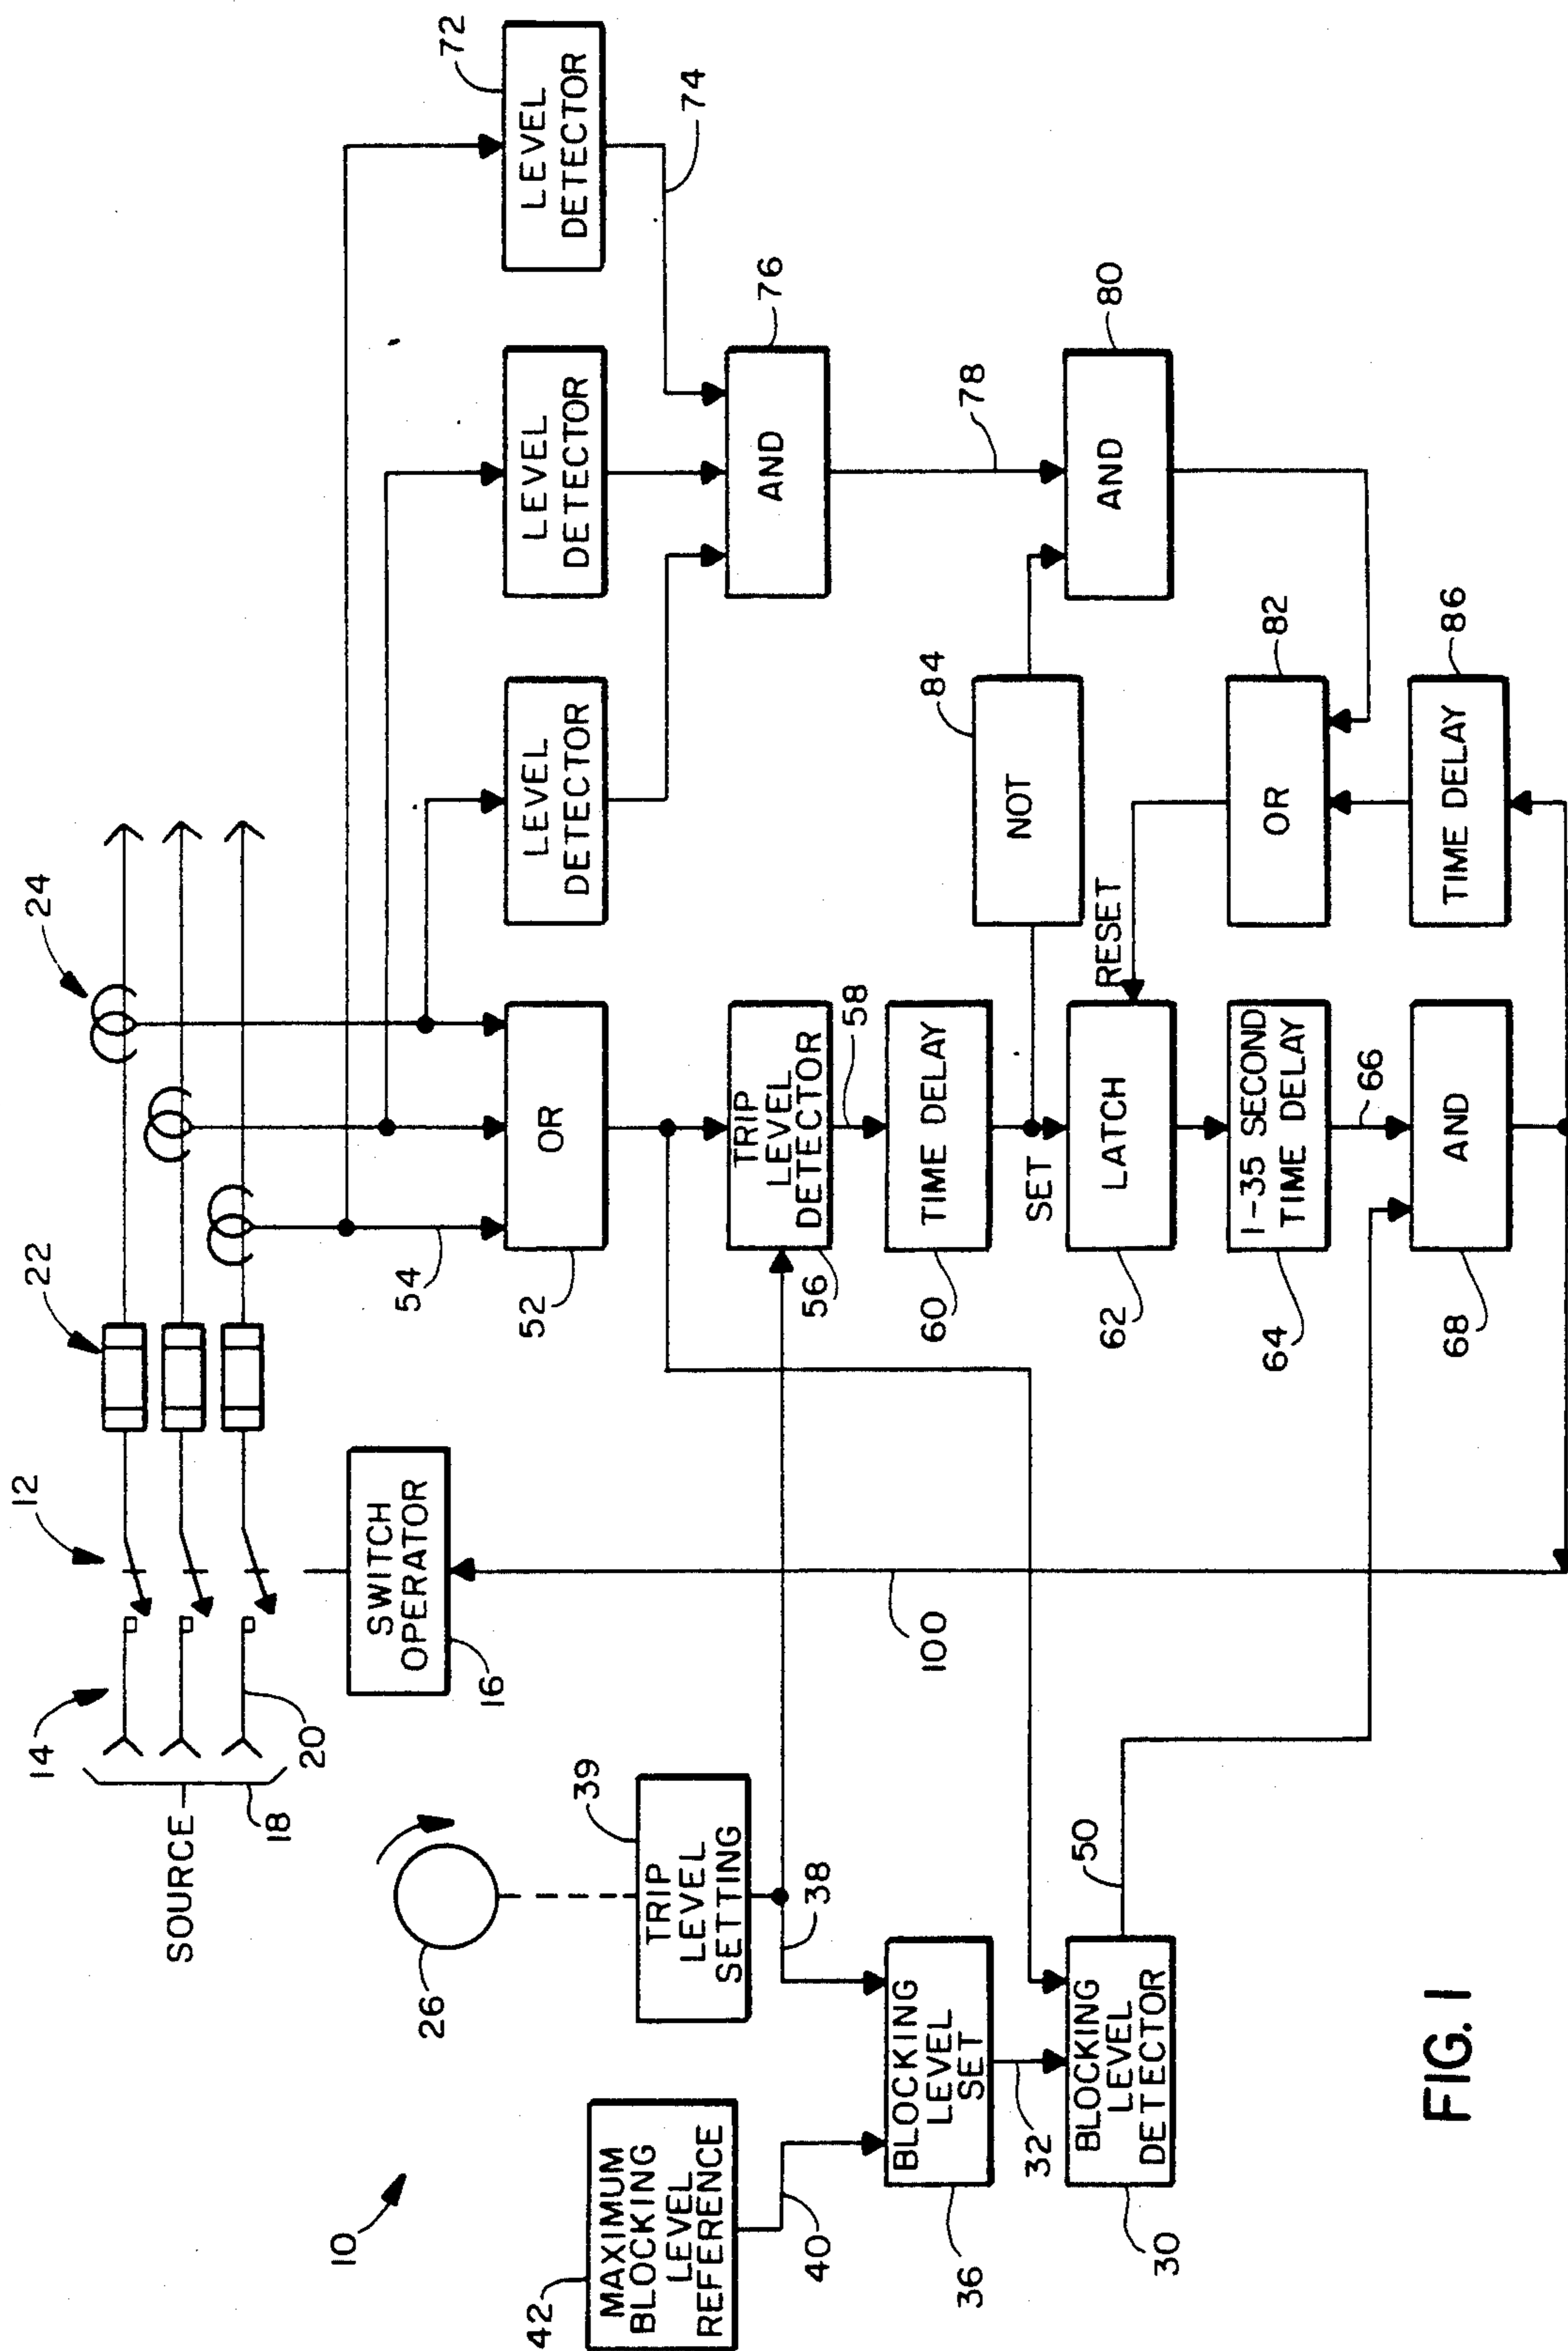 10
42
MAXIMUM
BLOCKING
LEVEL
REFERENCE
40
36
BLOCKING
LEVEL
SET
32
30
BLOCKING
LEVEL
DETECTOR
50
26
39
TRIP
LEVEL
SETTING
38
SOURCE
18
14
20
12
16
SWITCH
OPERATOR
100
22
24
54
52
OR
56
TRIP
LEVEL
DETECTOR
58
60
TIME DELAY
SET
62
LATCH
RESET
64
1-35 SECOND
TIME DELAY
66
68
AND
LEVEL
DETECTOR
LEVEL
DETECTOR
72
LEVEL
DETECTOR
74
76
AND
78
80
AND
84
NOT
82
OR
86
TIME DELAY
FIG. 1